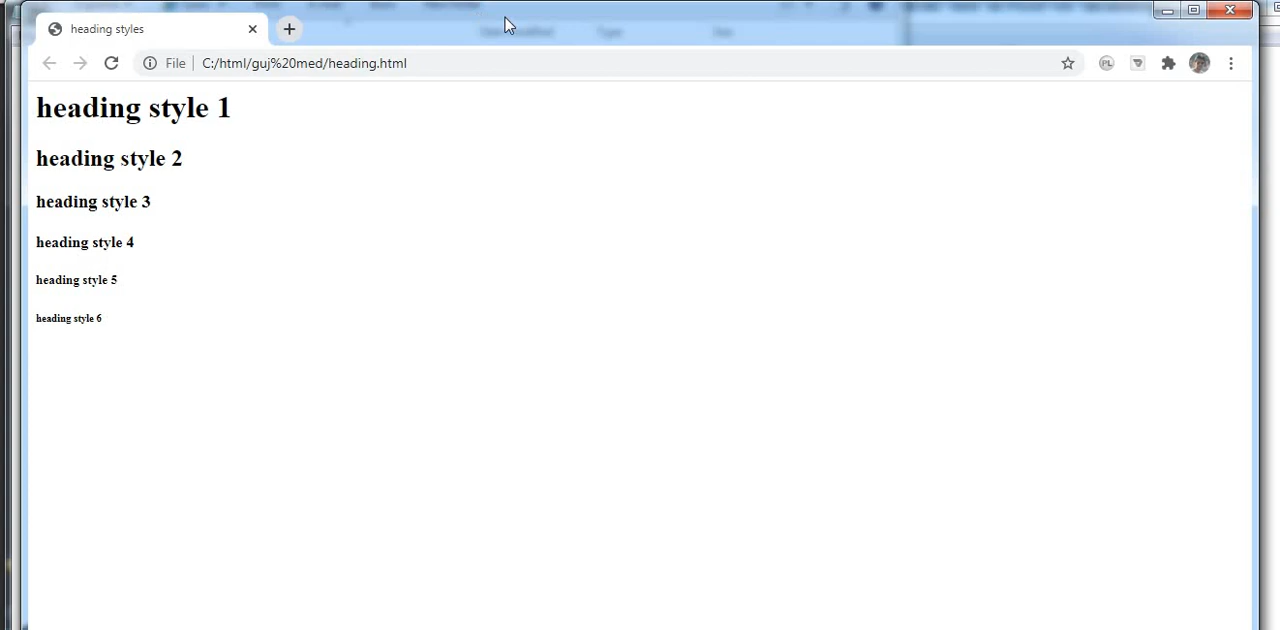 heading styles
File C:/html/guj%20med/heading.html
PL
heading style 1
heading style 2
heading style 3
heading style 4
heading style 5
heading style 6